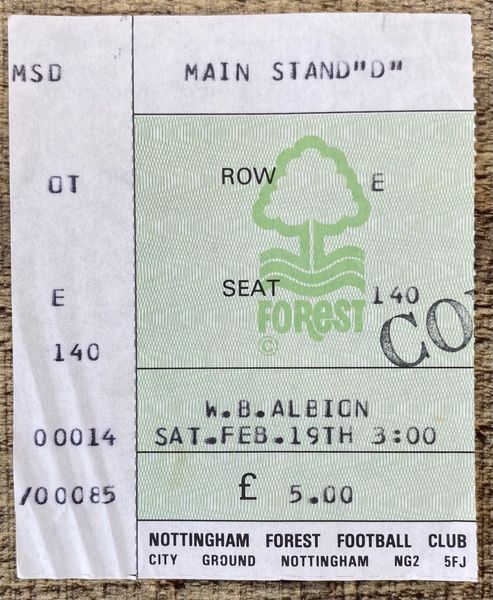 MSD
MAIN STAND"D"
OT
ROW E
E
SEAT 140
FOREST
©
140
W.B.ALBION
00014
SAT.FEB.19TH 3:00
/00085
£ 5.00
NOTTINGHAM FOREST FOOTBALL CLUB
CITY GROUND NOTTINGHAM NG2 5FJ